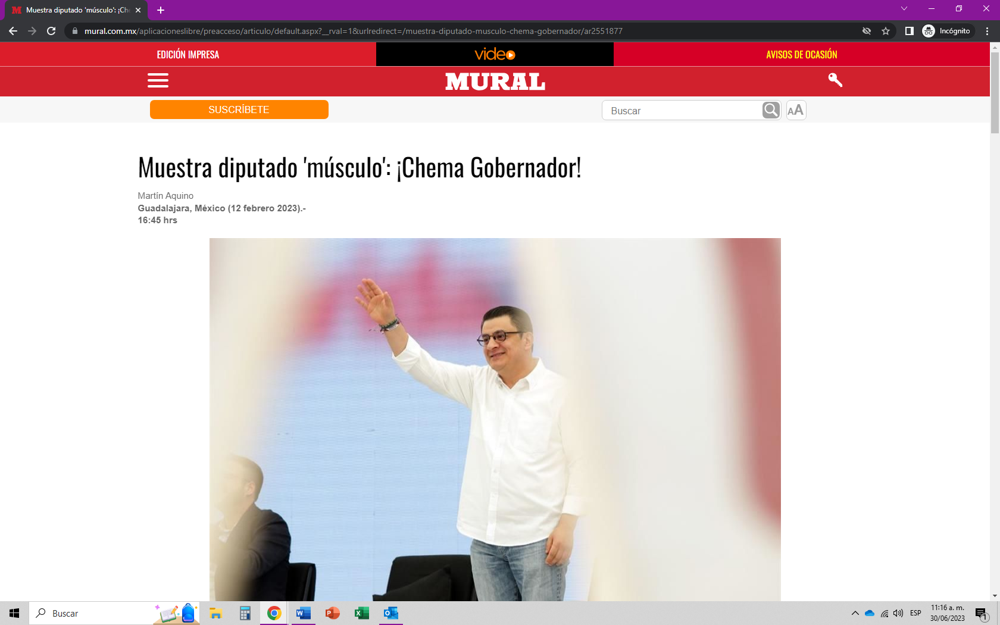 Muestra diputado 'músculo': ¡Che
mural.com.mx/aplicacioneslibre/preacceso/articulo/default.aspx?__rval=1&urlredirect=/muestra-diputado-musculo-chema-gobernador/ar2551877
Incógnito
EDICIÓN IMPRESA
video
AVISOS DE OCASIÓN
MURAL
SUSCRÍBETE
Buscar
AA
Muestra diputado 'músculo': ¡Chema Gobernador!
Martín Aquino
Guadalajara, México (12 febrero 2023).-
16:45 hrs
Buscar
ESP
11:16 a. m.
30/06/2023
1